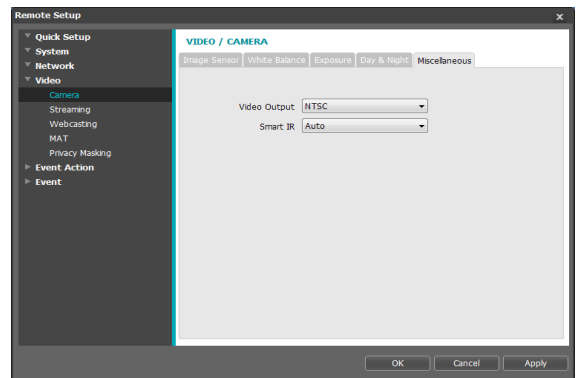 Remote Setup
x
Quick Setup
System
Network
Video
Camera
Streaming
Webcasting
MAT
Privacy Masking
Event Action
Event
VIDEO / CAMERA
Image Sensor White Balance Exposure Day & Night Miscellaneous
Video Output NTSC
Smart IR Auto
OK Cancel Apply